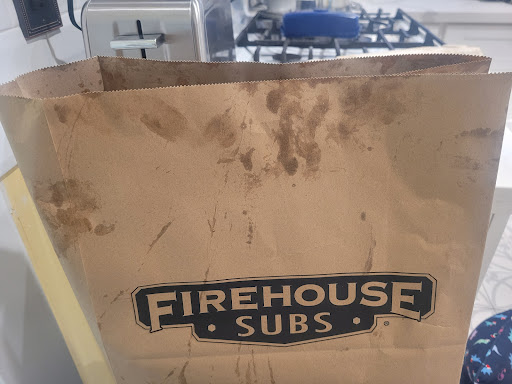 FIREHOUSE
· SUBS · ®